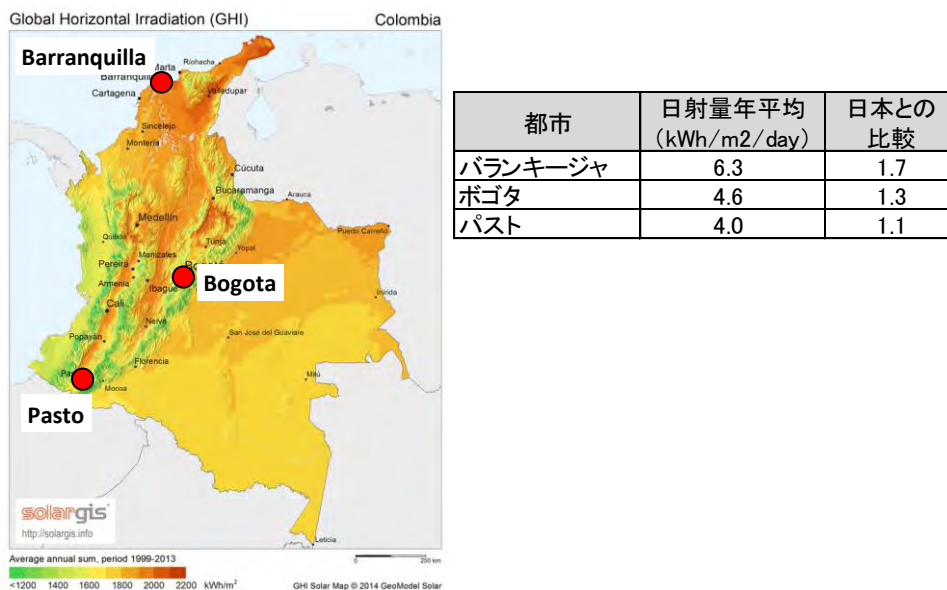 Global Horizontal Irradiation (GHI) Colombia
Barranquilla
Riohacha
Cartagena
Valledupar
Sincelejo
Montería
Cúcuta
Bucaramanga
Arauca
Medellín
Puerto Carreño
Quibdó
Tunja
Yopal
Manizales
Pereira
Armenia
Ibagué
Bogota
Inírida
Cali
Neiva
San José del Guaviare
Popayán
Florencia
Mitú
Mocoa
Pasto
solargis
http://solargis.info
Leticia
Average annual sum, period 1999-2013
0 250 km
<1200 1400 1600 1800 2000 2200 kWh/m²
GHI Solar Map © 2014 GeoModel Solar
都市 日射量年平均 (kWh/m2/day) 日本との比較
バランキージャ 6.3 1.7
ボゴタ 4.6 1.3
パスト 4.0 1.1